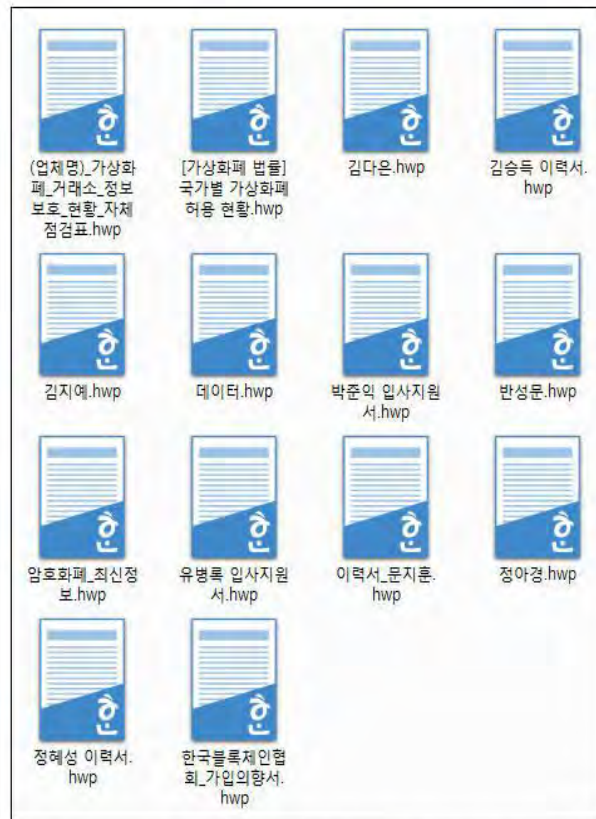 (업체명)_가상화
폐_거래소_정보
보호_현황_자체
점검표.hwp
[가상화폐 법률]
국가별 가상화폐
허용 현황.hwp
김다은.hwp
김승득 이력서.
hwp
김지예.hwp
데이터.hwp
박준익 입사지원
서.hwp
반성문.hwp
암호화폐_최신정
보.hwp
유병록 입사지원
서.hwp
이력서_문지훈.
hwp
정아경.hwp
정혜성 이력서.
hwp
한국블록체인협
회_가입의향서.
hwp